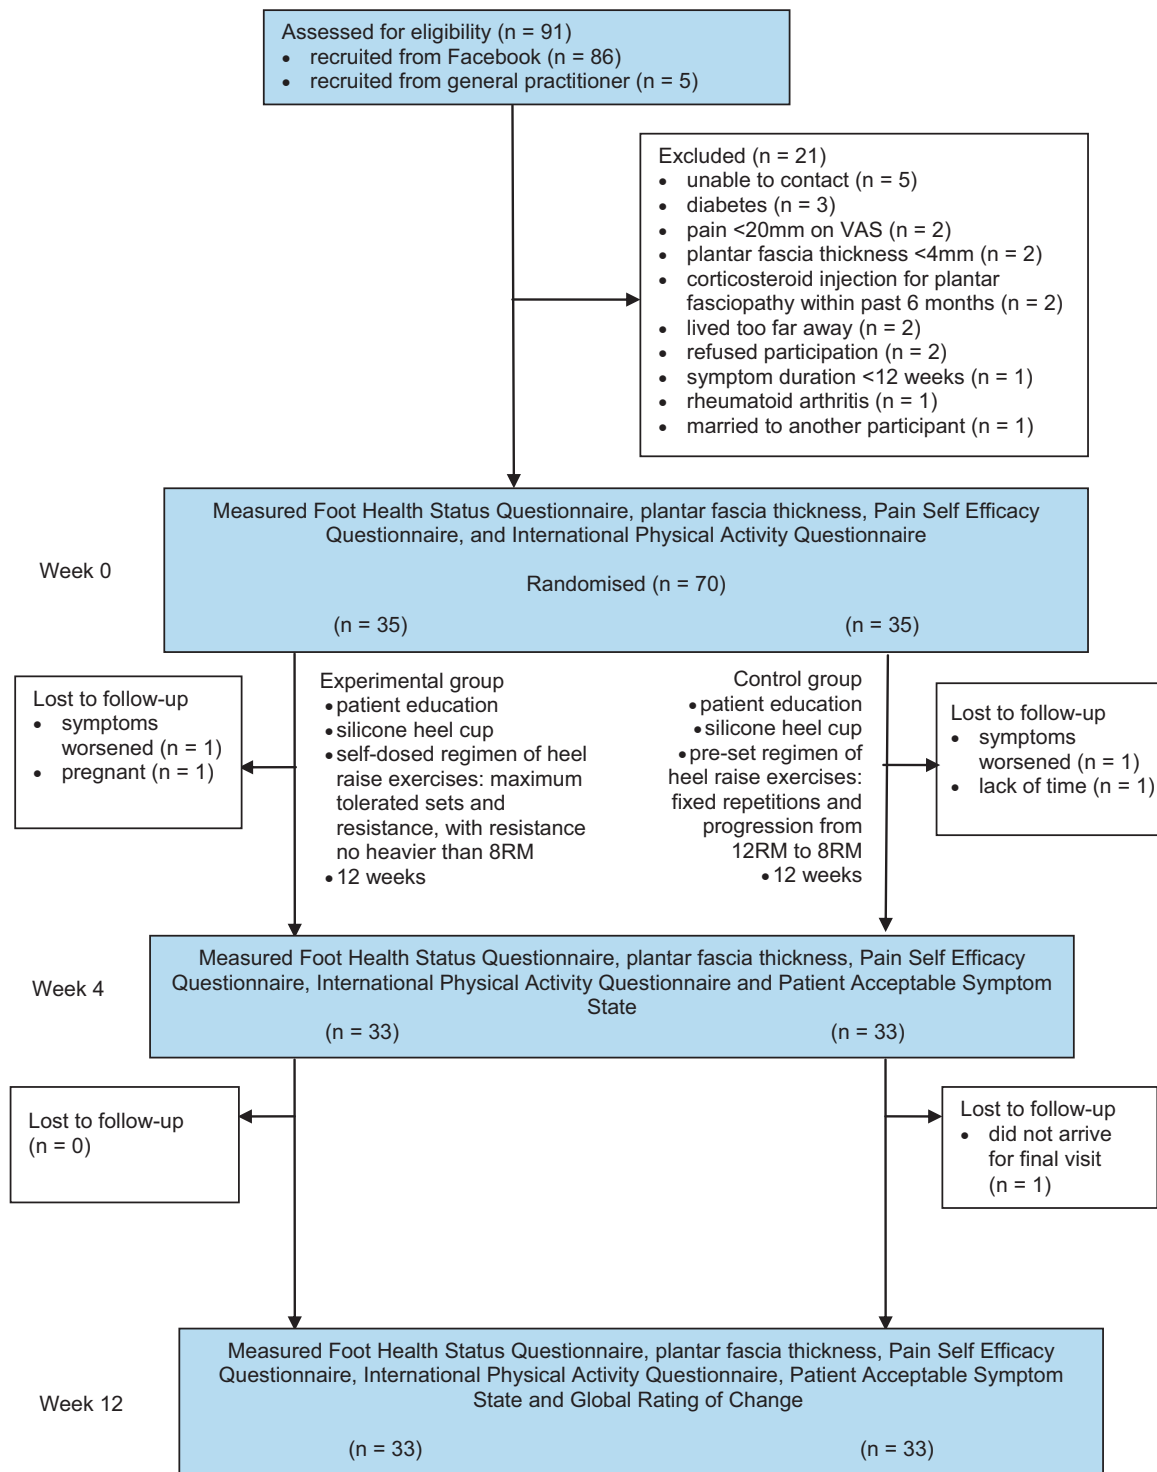 Assessed for eligibility (n = 91)
• recruited from Facebook (n = 86)
• recruited from general practitioner (n = 5)
Excluded (n = 21)
• unable to contact (n = 5)
• diabetes (n = 3)
• pain <20mm on VAS (n = 2)
• plantar fascia thickness <4mm (n = 2)
• corticosteroid injection for plantar
fasciopathy within past 6 months (n = 2)
• lived too far away (n = 2)
• refused participation (n = 2)
• symptom duration <12 weeks (n = 1)
• rheumatoid arthritis (n = 1)
• married to another participant (n = 1)
Week 0
Measured Foot Health Status Questionnaire, plantar fascia thickness, Pain Self Efficacy
Questionnaire, and International Physical Activity Questionnaire
Randomised (n = 70)
(n = 35)
(n = 35)
Lost to follow-up
• symptoms
worsened (n = 1)
• pregnant (n = 1)
Experimental group
• patient education
• silicone heel cup
• self-dosed regimen of heel
raise exercises: maximum
tolerated sets and
resistance, with resistance
no heavier than 8RM
• 12 weeks
Control group
• patient education
• silicone heel cup
• pre-set regimen of
heel raise exercises:
fixed repetitions and
progression from
12RM to 8RM
• 12 weeks
Lost to follow-up
• symptoms
worsened (n = 1)
• lack of time (n = 1)
Week 4
Measured Foot Health Status Questionnaire, plantar fascia thickness, Pain Self Efficacy
Questionnaire, International Physical Activity Questionnaire and Patient Acceptable Symptom
State
(n = 33)
(n = 33)
Lost to follow-up
(n = 0)
Lost to follow-up
• did not arrive
for final visit
(n = 1)
Week 12
Measured Foot Health Status Questionnaire, plantar fascia thickness, Pain Self Efficacy
Questionnaire, International Physical Activity Questionnaire, Patient Acceptable Symptom
State and Global Rating of Change
(n = 33)
(n = 33)